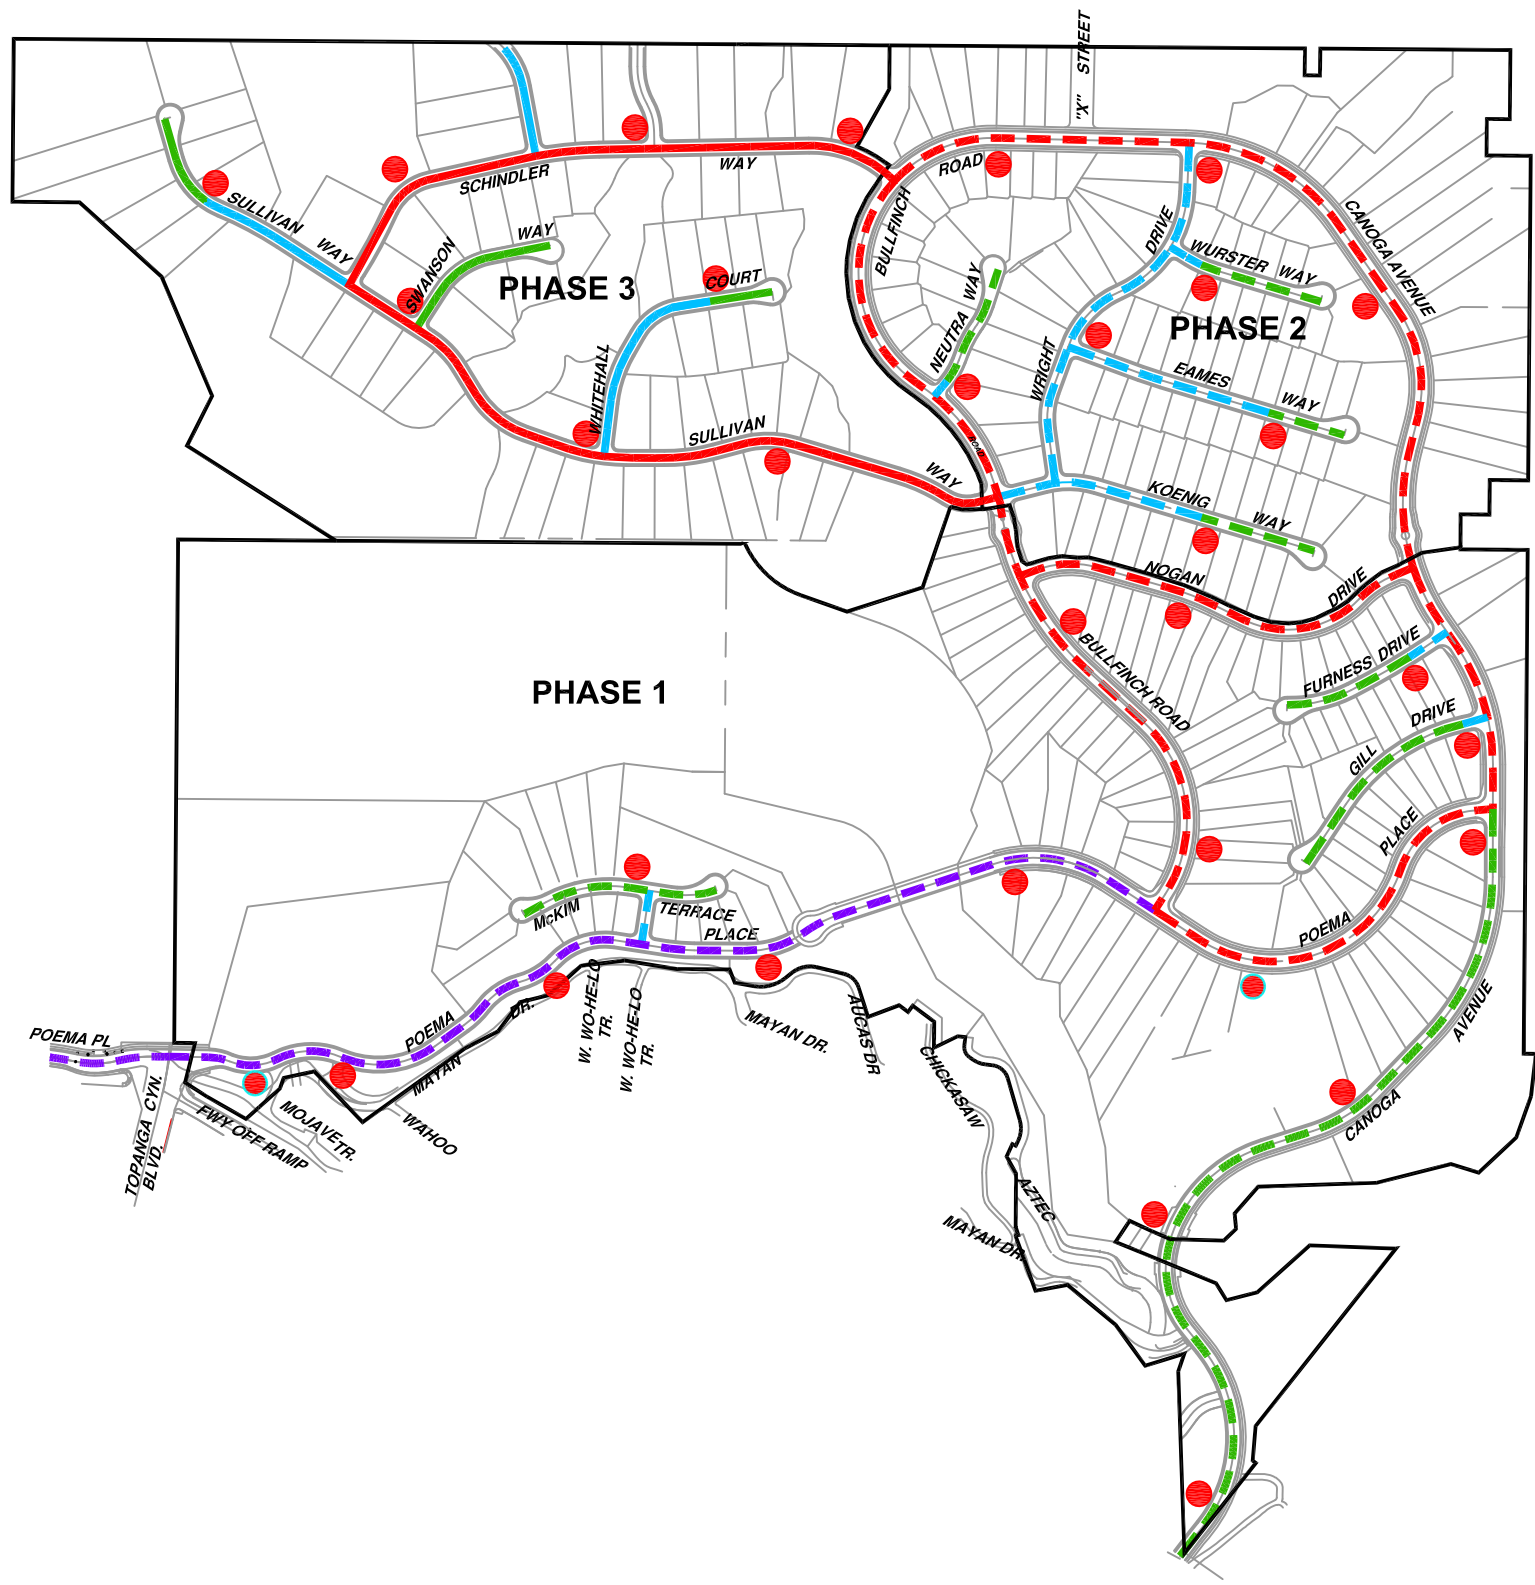 "X" STREET
SCHINDLER
WAY
ROAD
SULLIVAN
WAY
SWANSON
WAY
PHASE 3
COURT
WHITEHALL
BULLFINCH
CANOGA AVENUE
DRIVE
WURSTER WAY
NEUTRA WAY
PHASE 2
WRIGHT
EAMES
WAY
SULLIVAN
WAY
ROAD
KOENIG
WAY
NOGAN
DRIVE
BULLFINCH ROAD
FURNESS DRIVE
PHASE 1
GILL
DRIVE
PLACE
McKIM
TERRACE
PLACE
POEMA
POEMA PL
POEMA
DR.
MAYAN
W. WO-HE-LO
TR.
W. WO-HE-LO
TR.
MAYAN DR.
AUCAS DR
CHICKASAW
AVENUE
CANOGA
TOPANGA CYN.
BLVD.
FWY OFF RAMP
MOJAVE TR.
WAHOO
AZTEC
MAYAN DR.